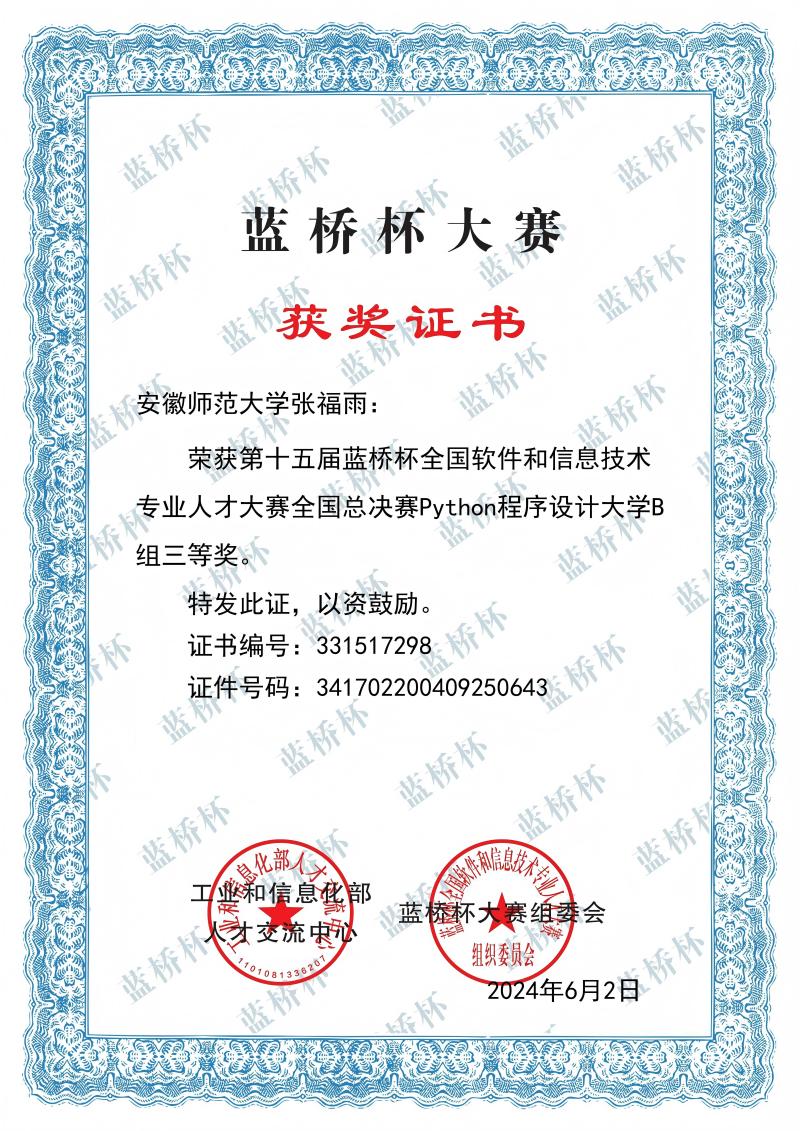 蓝桥杯大赛
获奖证书
安徽师范大学张福雨：
荣获第十五届蓝桥杯全国软件和信息技术
专业人才大赛全国总决赛Python程序设计大学B
组三等奖。
特发此证，以资鼓励。
证书编号：331517298
证件号码：341702200409250643
工业和信息化部
人才交流中心
工业和信息化部人才交流中心
1101081336207
蓝桥杯大赛组委会
蓝桥杯全国软件和信息技术专业人才大赛
组织委员会
2024年6月2日
蓝桥杯